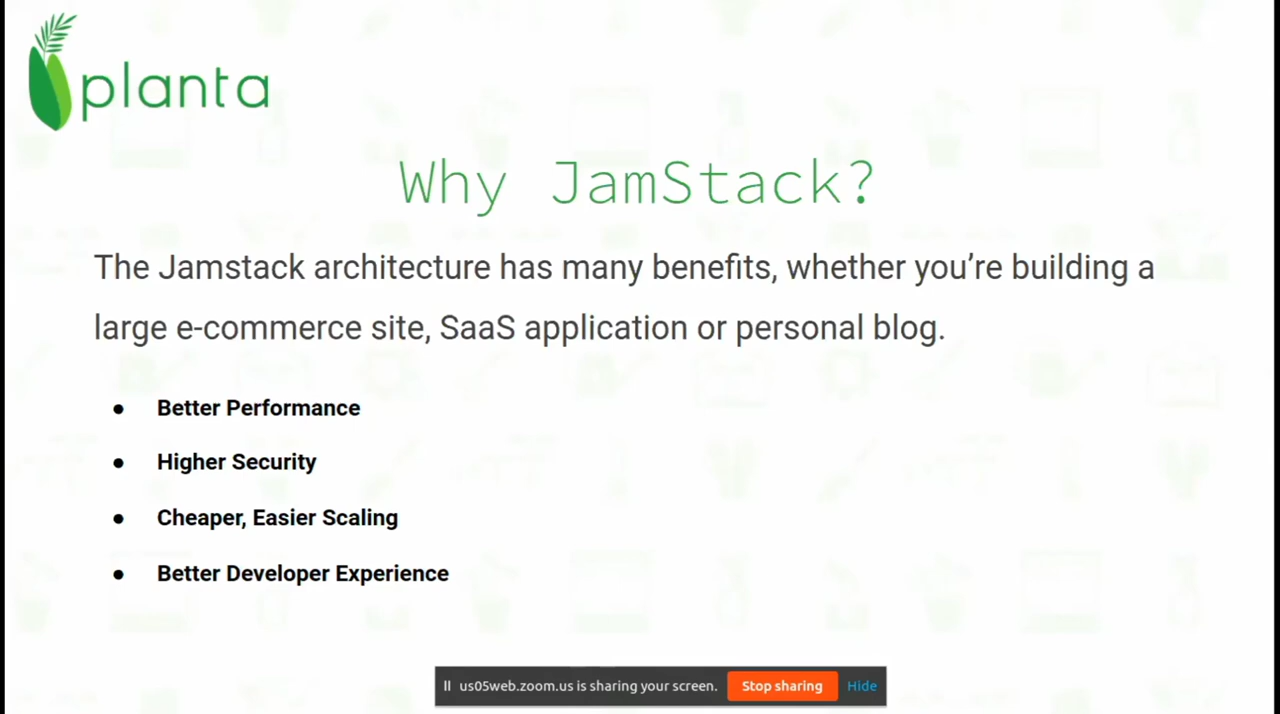 planta
Why JamStack?
The Jamstack architecture has many benefits, whether you’re building a
large e-commerce site, SaaS application or personal blog.
● Better Performance
● Higher Security
● Cheaper, Easier Scaling
● Better Developer Experience
us05web.zoom.us is sharing your screen. Stop sharing Hide